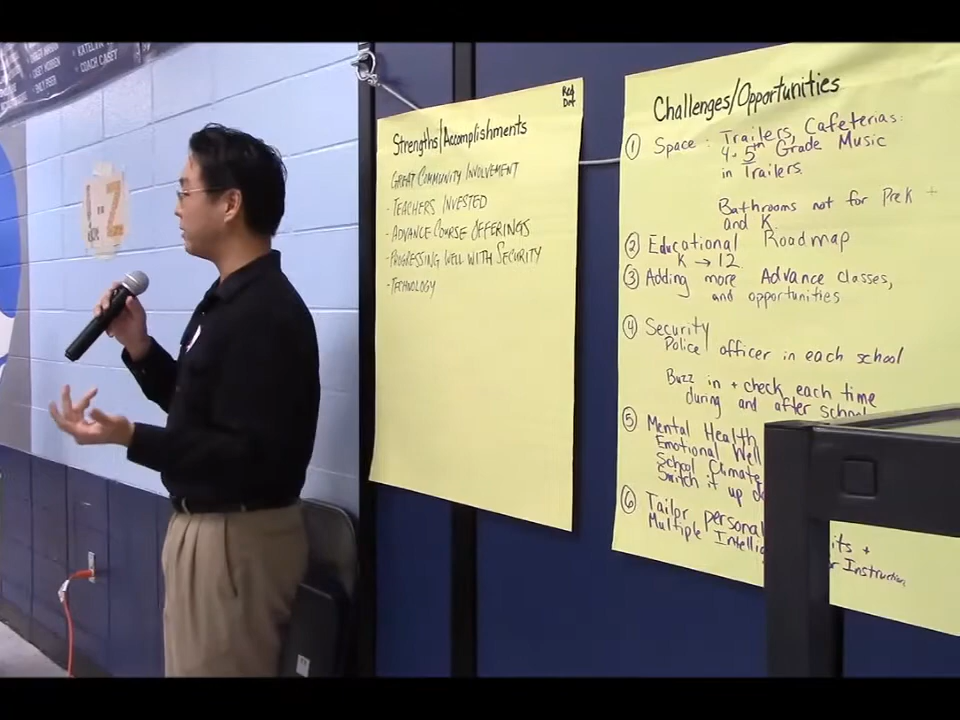 KATELYN
COACH CASEY
Strengths/Accomplishments
Red
Dot
Great Community Involvement
- Teachers Invested
- Advance Course Offerings
- Progressing Well with Security
- Technology
Challenges/Opportunities
① Space: Trailers, Cafeterias:
4-5th Grade Music
in Trailers.
Bathrooms not for PreK +
and K
② Educational Roadmap
K → 12
③ Adding more Advance Classes,
and opportunities
④ Security
Police officer in each school
Buzz in + check each time
during and after school
⑤ Mental Health
Emotional Well
School Climate
Switch it up
⑥ Tailor Personal
Multiple